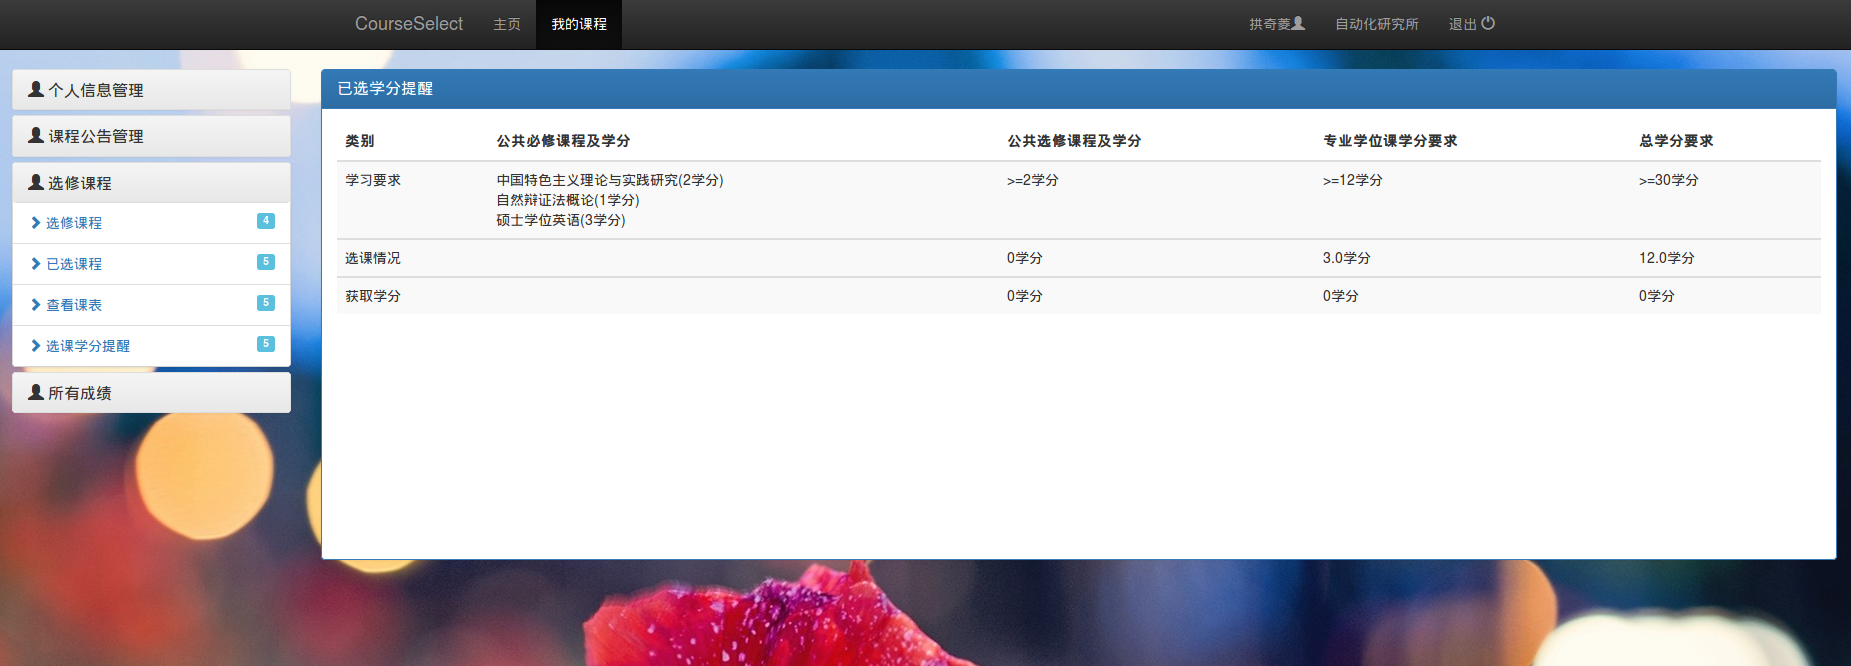 CourseSelect 主页 我的课程 拱奇菱 自动化研究所 退出
个人信息管理
课程公告管理
选修课程
选修课程 4
已选课程 5
查看课表 5
选课学分提醒 5
所有成绩
已选学分提醒
类别 公共必修课程及学分 公共选修课程及学分 专业学位课学分要求 总学分要求
学习要求 中国特色主义理论与实践研究(2学分) >=2学分 >=12学分 >=30学分
自然辩证法概论(1学分)
硕士学位英语(3学分)
选课情况 0学分 3.0学分 12.0学分
获取学分 0学分 0学分 0学分